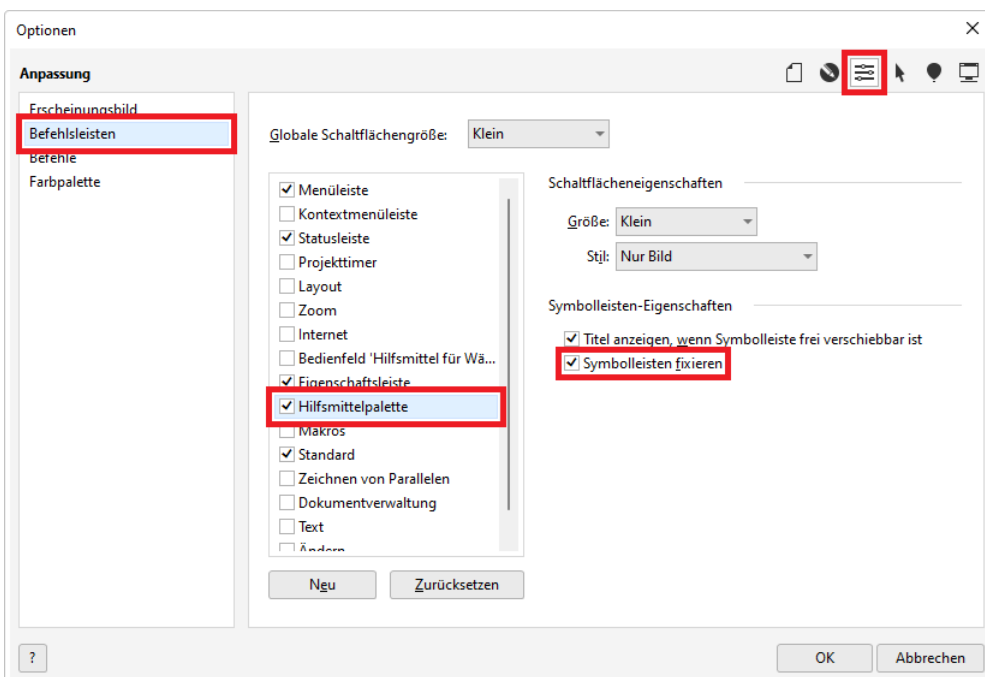 Optionen
Anpassung
Erscheinungsbild
Befehlsleisten
Befehle
Farbpalette
Globale Schaltflächengröße: Klein
Menüleiste
Kontextmenüleiste
Statusleiste
Projekttimer
Layout
Zoom
Internet
Bedienfeld 'Hilfsmittel für Wä...
Eigenschaftsleiste
Hilfsmittelpalette
Makros
Standard
Zeichnen von Parallelen
Dokumentverwaltung
Text
Ändern
Neu Zurücksetzen
Schaltflächeneigenschaften
Größe: Klein
Stil: Nur Bild
Symbolleisten-Eigenschaften
Titel anzeigen, wenn Symbolleiste frei verschiebbar ist
Symbolleisten fixieren
? OK Abbrechen